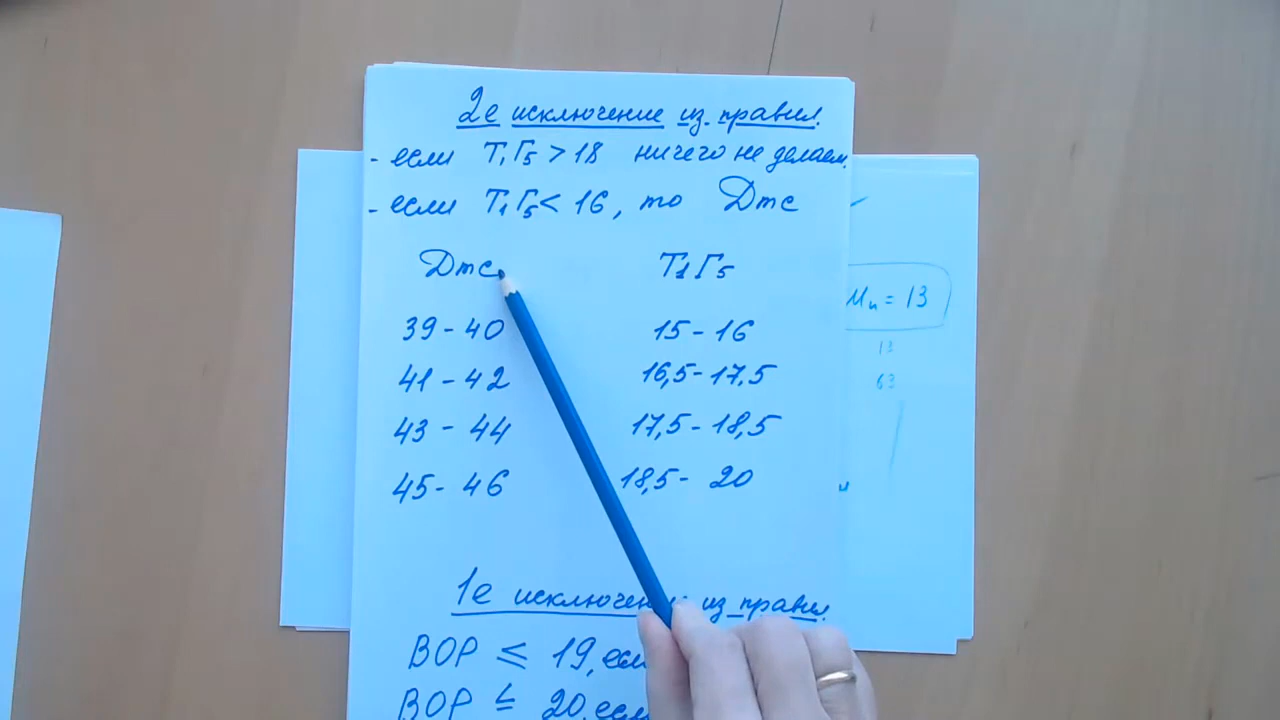 2е исключение из правил.
- если Т1Г5 > 18 ничего не делаем.
- если Т1Г5 < 16, то Дтс
Дтс Т1Г5
39 - 40 15 - 16
41 - 42 16,5 - 17,5
43 - 44 17,5 - 18,5
45 - 46 18,5 - 20
1е исключение из правил.
ВОР ≤ 19, если
ВОР ≤ 20, если
= 13
13
63